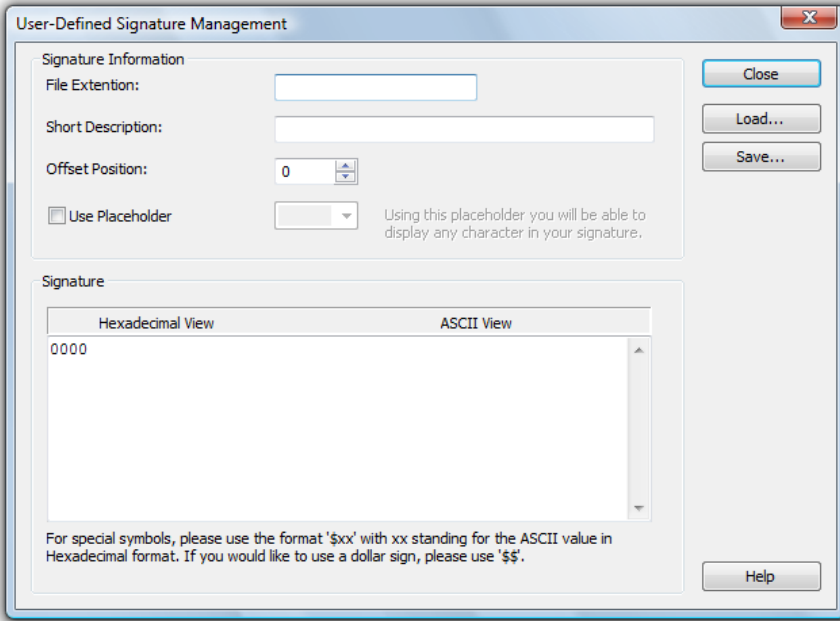 User-Defined Signature Management
Signature Information
File Extention:
Close
Short Description:
Load...
Offset Position:
0
Save...
Use Placeholder
Using this placeholder you will be able to
display any character in your signature.
Signature
Hexadecimal View ASCII View
0000
For special symbols, please use the format '$xx' with xx standing for the ASCII value in
Hexadecimal format. If you would like to use a dollar sign, please use '$$'.
Help